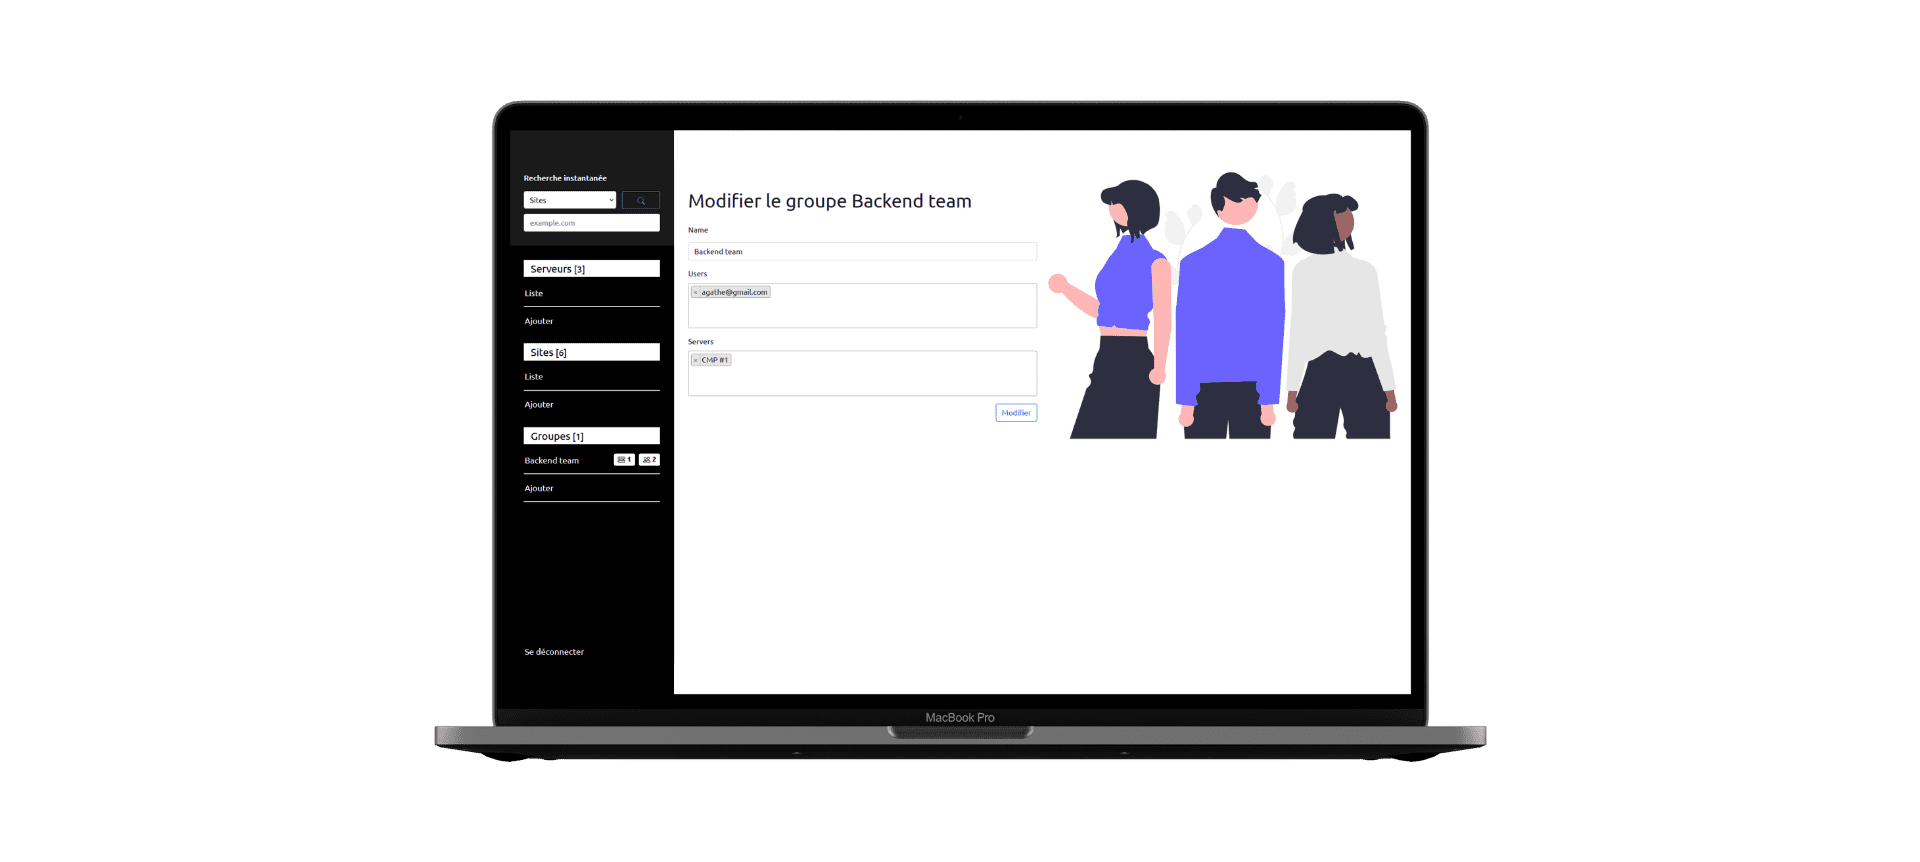 Recherche instantanée
Sites
example.com
Serveurs [3]
Liste
Ajouter
Sites [6]
Liste
Ajouter
Groupes [1]
Backend team 1 2
Ajouter
Se déconnecter
Modifier le groupe Backend team
Name
Backend team
Users
× agathe@gmail.com
Servers
× CMP #1
Modifier
MacBook Pro